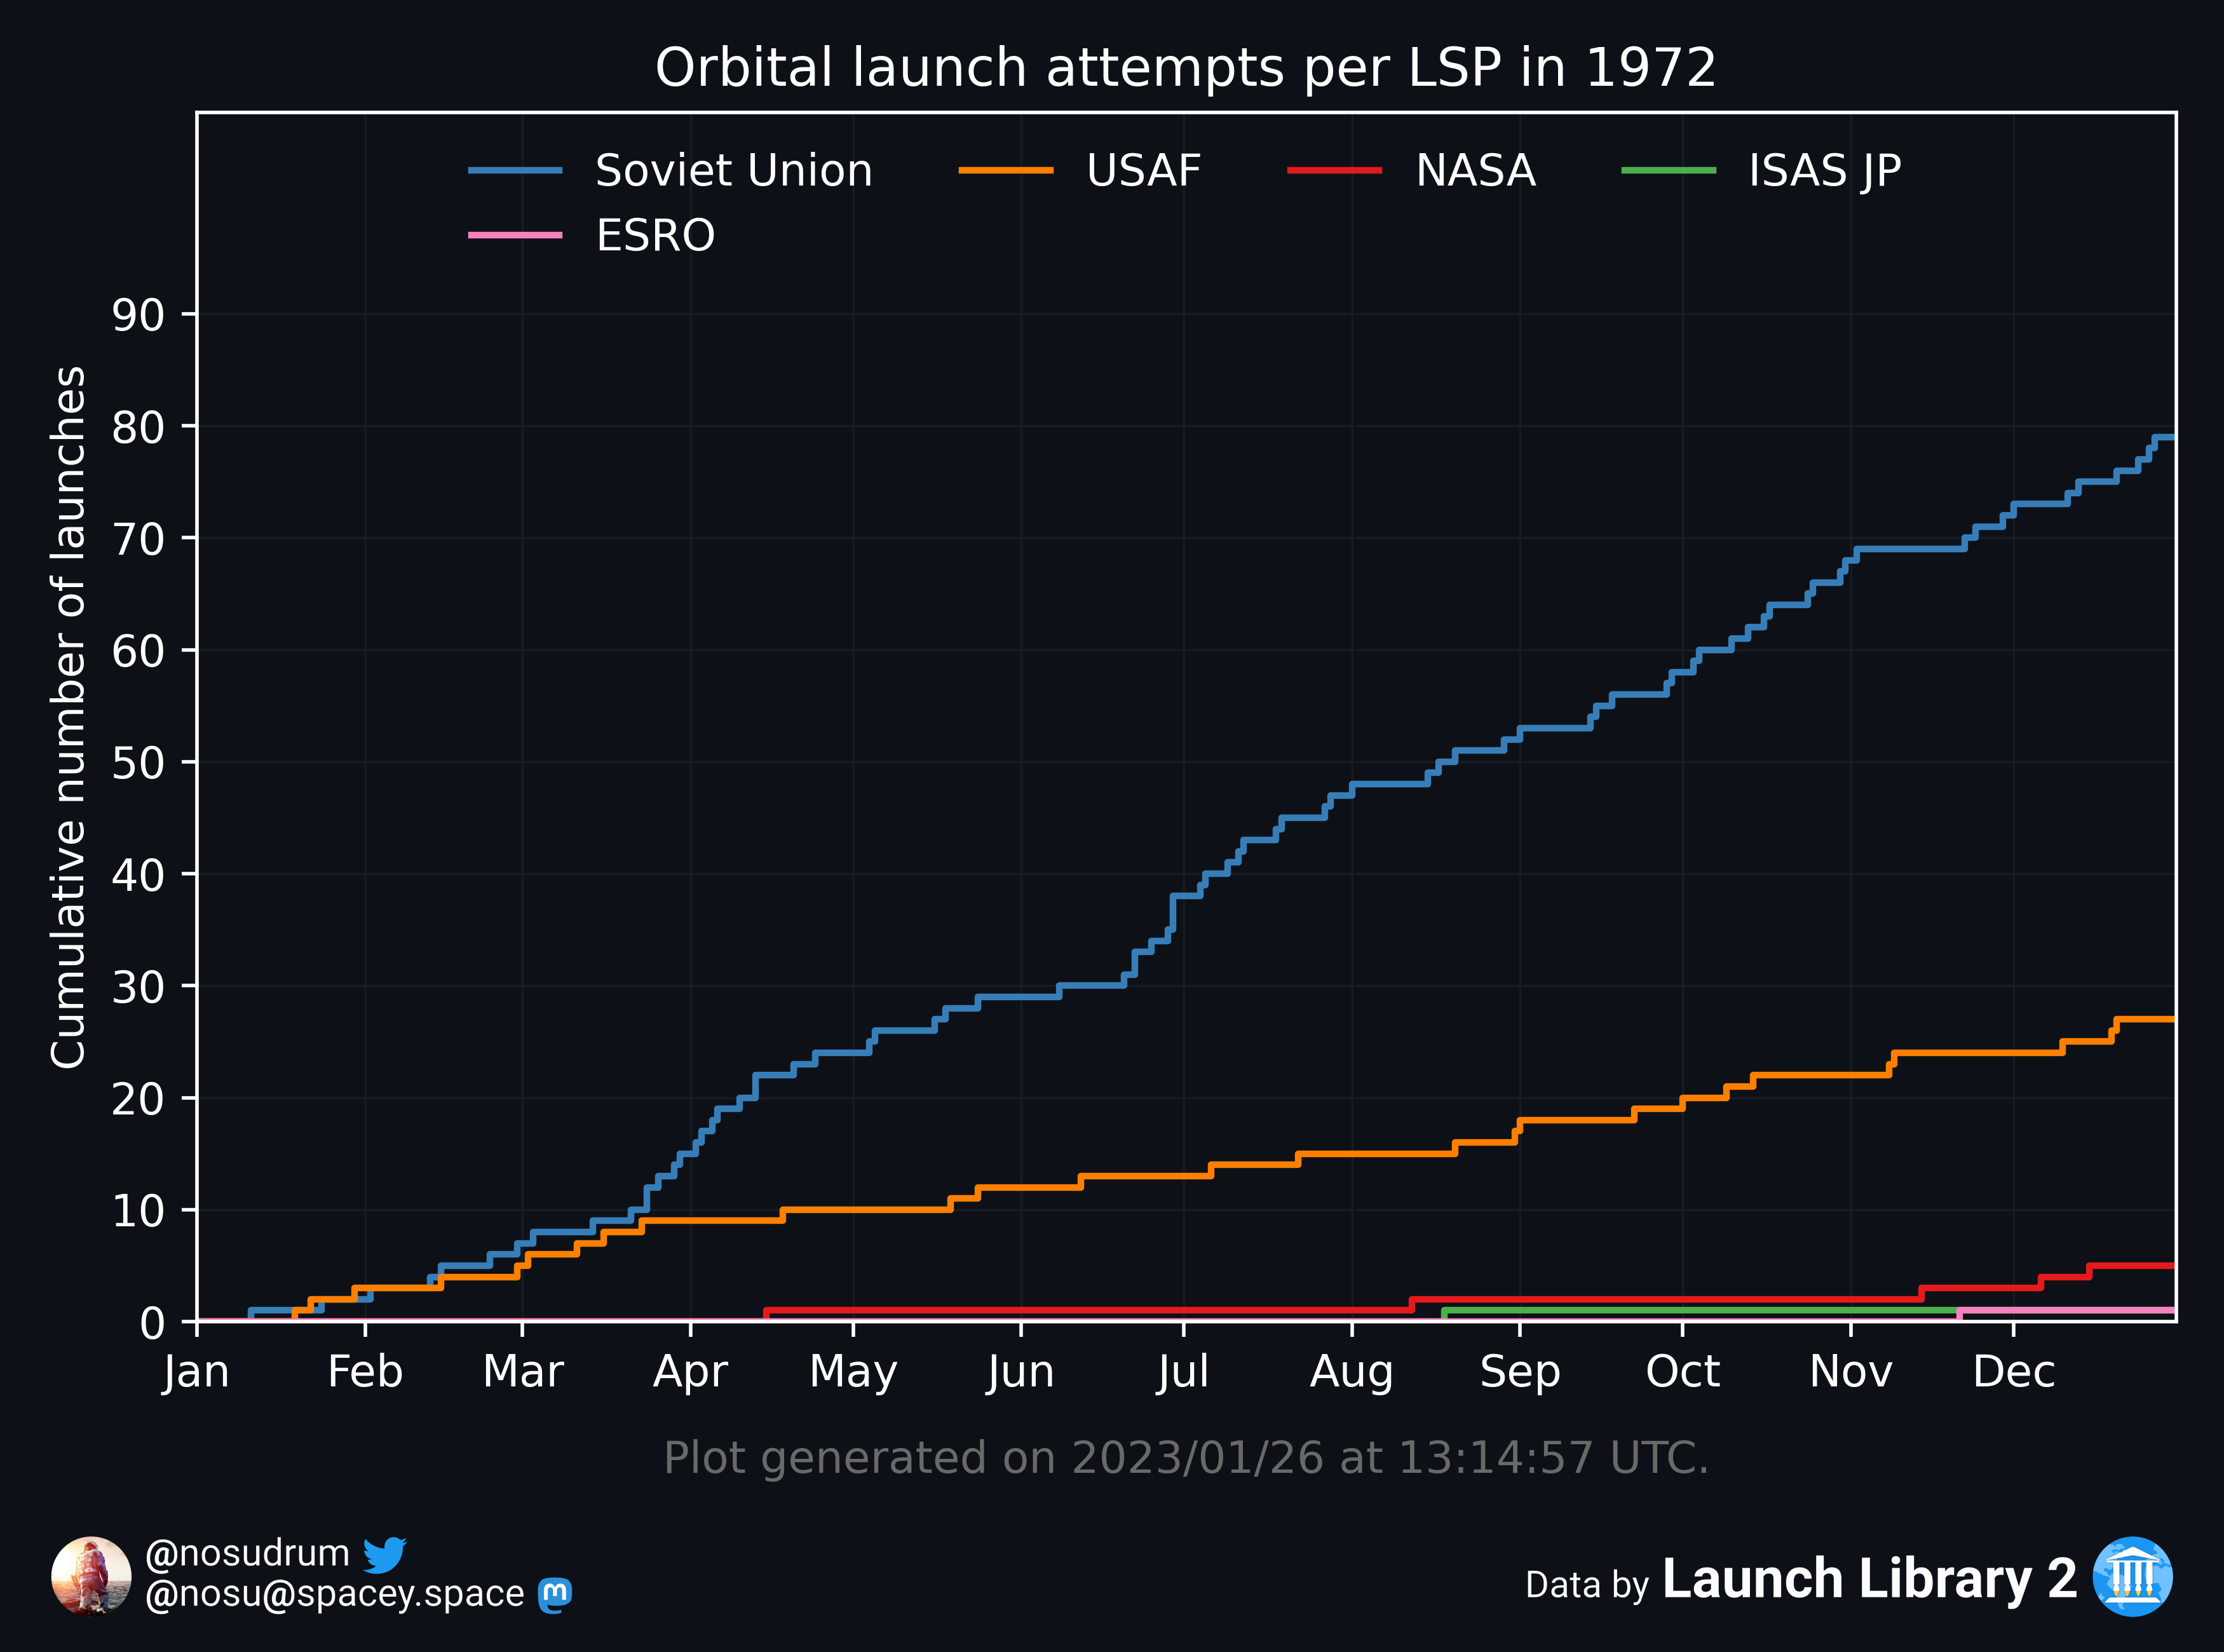 Orbital launch attempts per LSP in 1972
Soviet Union USAF NASA ISAS JP
ESRO
Cumulative number of launches
90
80
70
60
50
40
30
20
10
0
Jan Feb Mar Apr May Jun Jul Aug Sep Oct Nov Dec
Plot generated on 2023/01/26 at 13:14:57 UTC.
@nosudrum
@nosu@spacey.space
Data by Launch Library 2